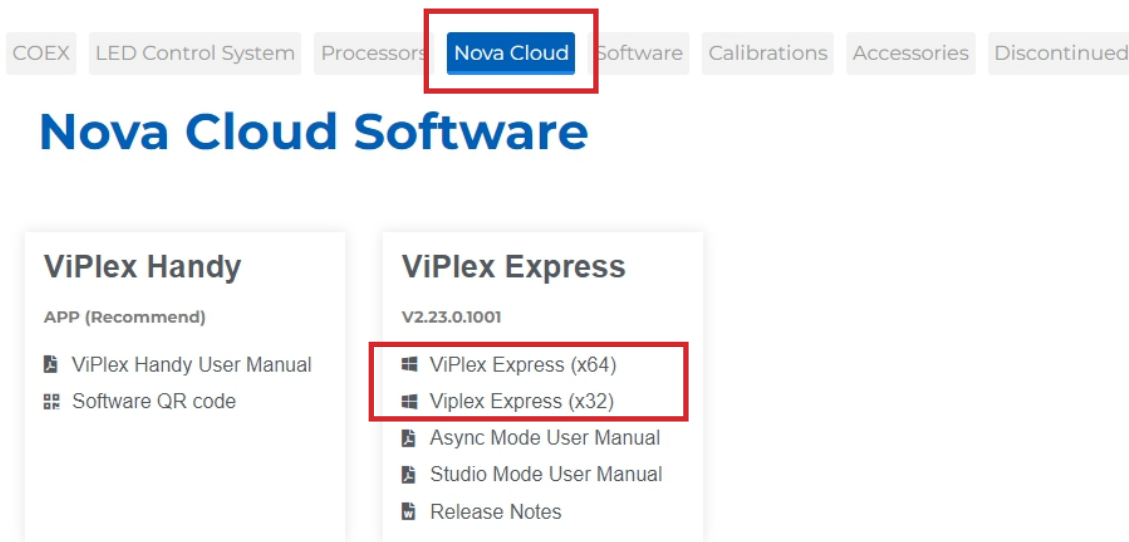 COEX LED Control System Processors Nova Cloud Software Calibrations Accessories Discontinued
Nova Cloud Software
ViPlex Handy
APP (Recommend)
ViPlex Handy User Manual
Software QR code
ViPlex Express
V2.23.0.1001
ViPlex Express (x64)
Viplex Express (x32)
Async Mode User Manual
Studio Mode User Manual
Release Notes